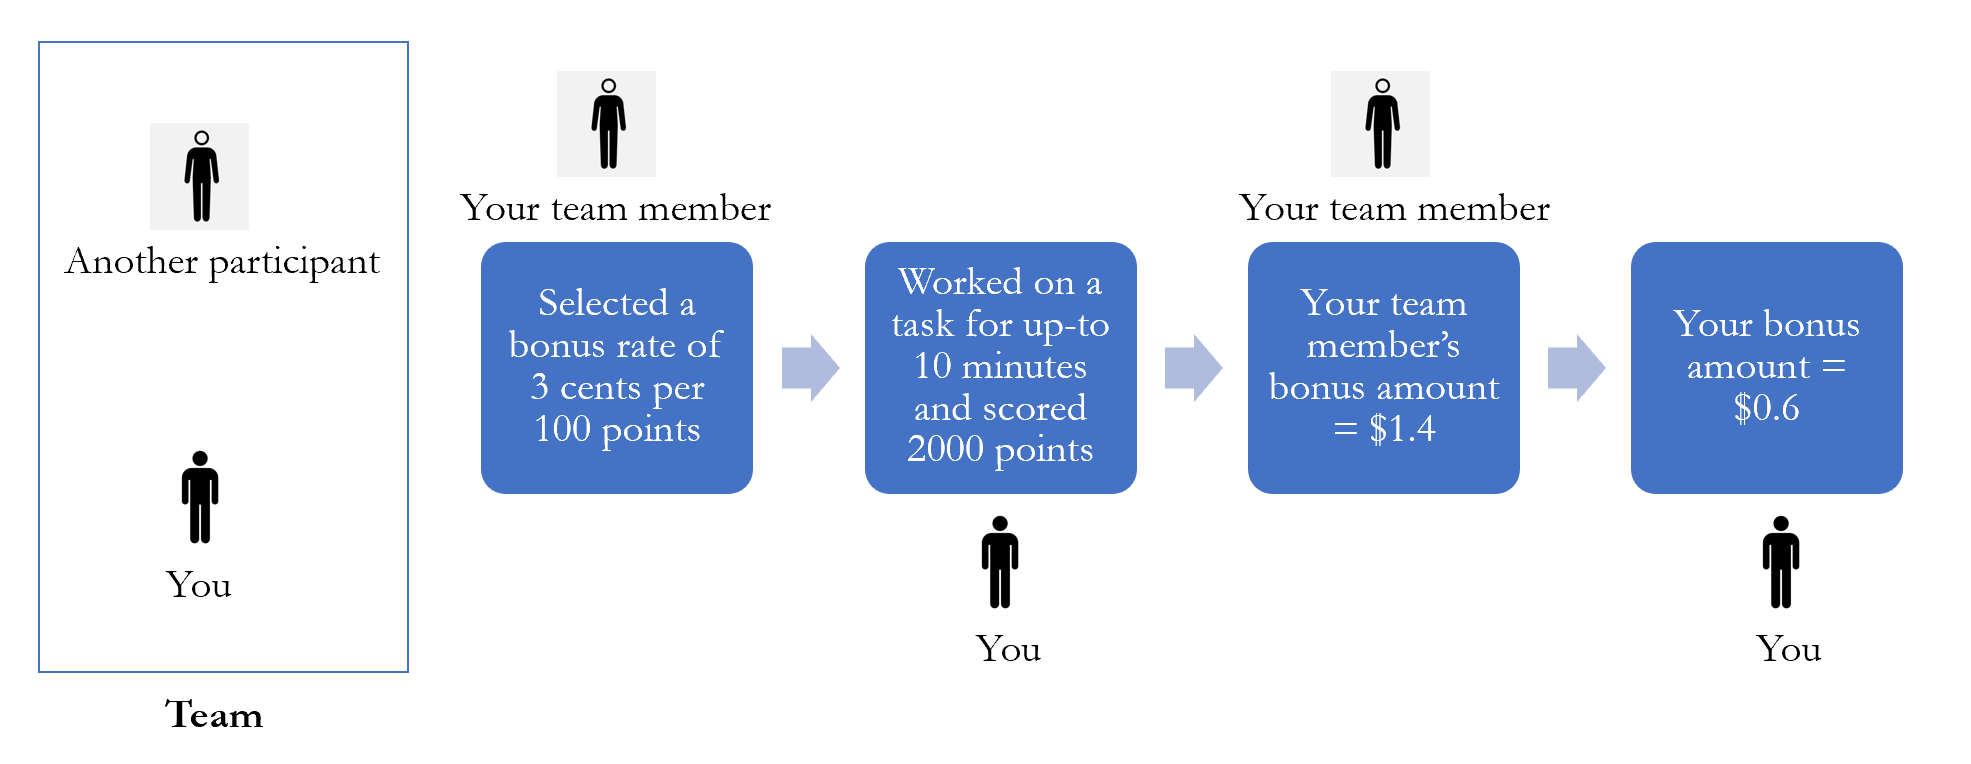 Another participant
You
Team
Your team member
Selected a
bonus rate of
3 cents per
100 points
Worked on a
task for up-to
10 minutes
and scored
2000 points
You
Your team member
Your team
member’s
bonus amount
= $1.4
Your bonus
amount =
$0.6
You